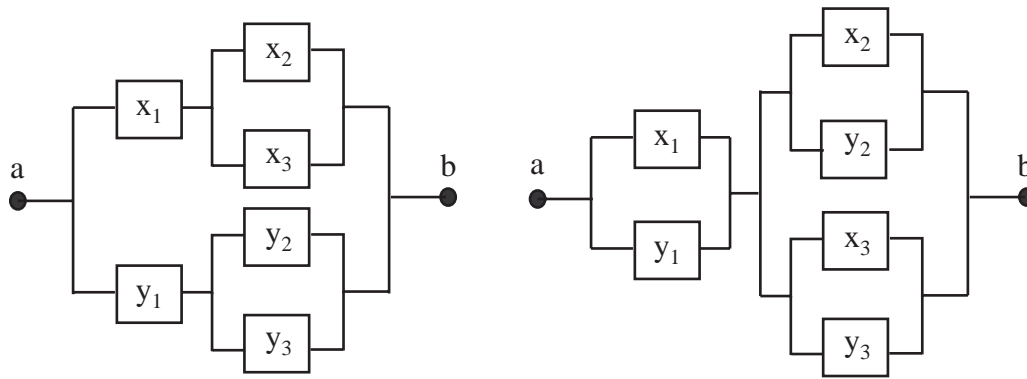 a
x₁
x₂
x₃
y₁
y₂
y₃
b
a
x₁
y₁
x₂
y₂
x₃
y₃
b